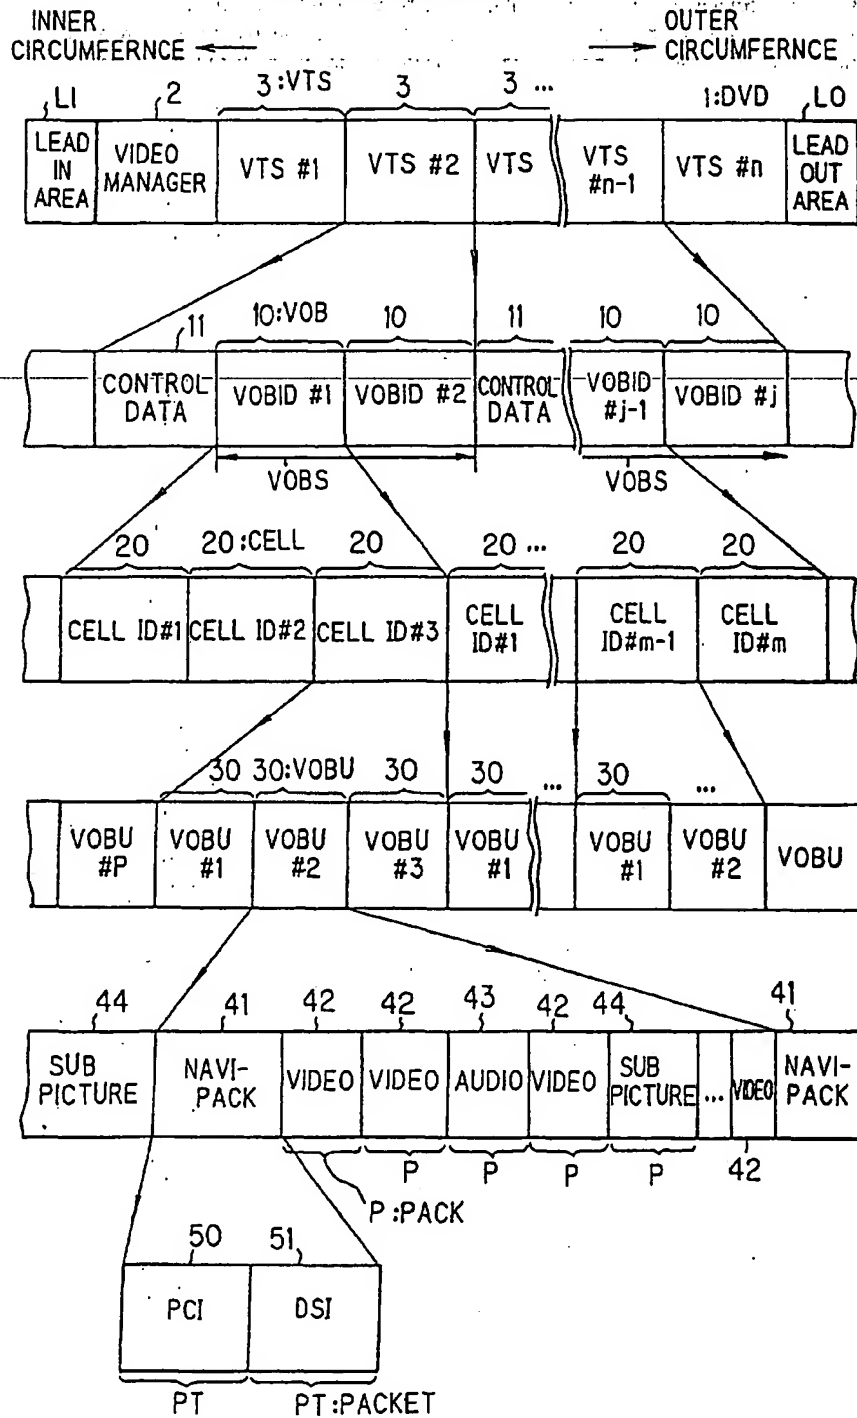 INNER CIRCUMFERNCE
OUTER CIRCUMFERNCE
LI 2 3:VTS 3 3 ... 1:DVD LO
LEAD IN AREA
VIDEO MANAGER
VTS #1
VTS #2
VTS
VTS #n-1
VTS #n
LEAD OUT AREA
11 10:VOB 10 11 10 10
CONTROL DATA
VOBID #1
VOBID #2
CONTROL DATA
VOBID #j-1
VOBID #j
VOBS VOBS
20 20:CELL 20 20 ... 20 20
CELL ID#1
CELL ID#2
CELL ID#3
CELL ID#1
CELL ID#m-1
CELL ID#m
30 30:VOBU 30 30 ... 30 ...
VOBU #P
VOBU #1
VOBU #2
VOBU #3
VOBU #1
VOBU #1
VOBU #2
VOBU
44 41 42 42 43 42 44 41
SUB PICTURE
NAVI-PACK
VIDEO
VIDEO
AUDIO
VIDEO
SUB PICTURE
...
VIDEO
NAVI-PACK
P P P P 42
P:PACK
50 51
PCI
DSI
PT PT:PACKET